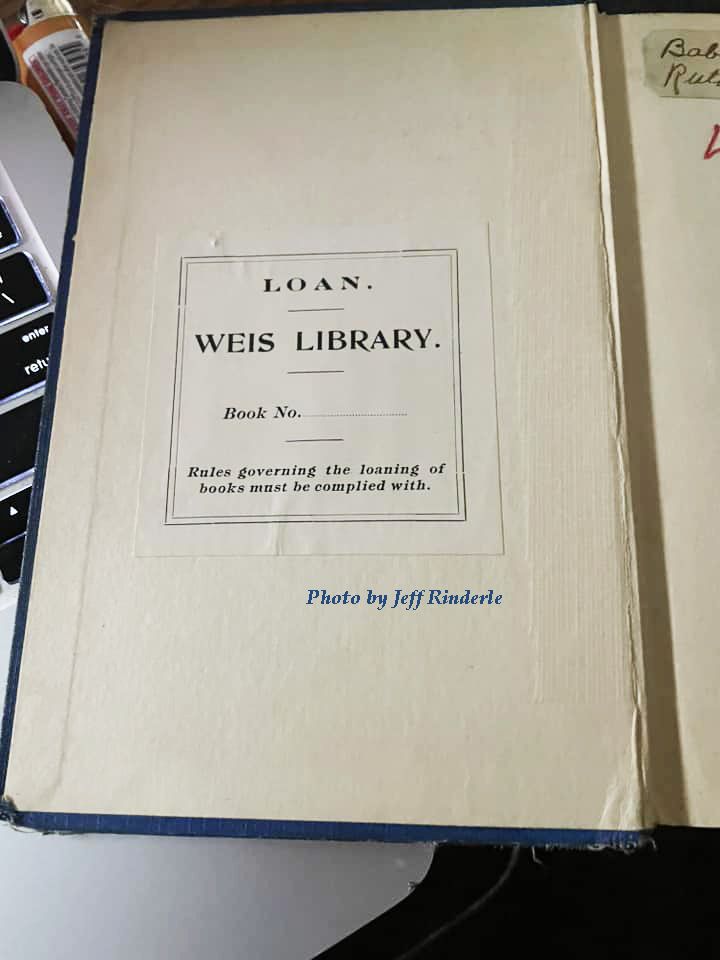 LOAN.
WEIS LIBRARY.
Book No.
Rules governing the loaning of
books must be complied with.
Photo by Jeff Rinderle
enter
\